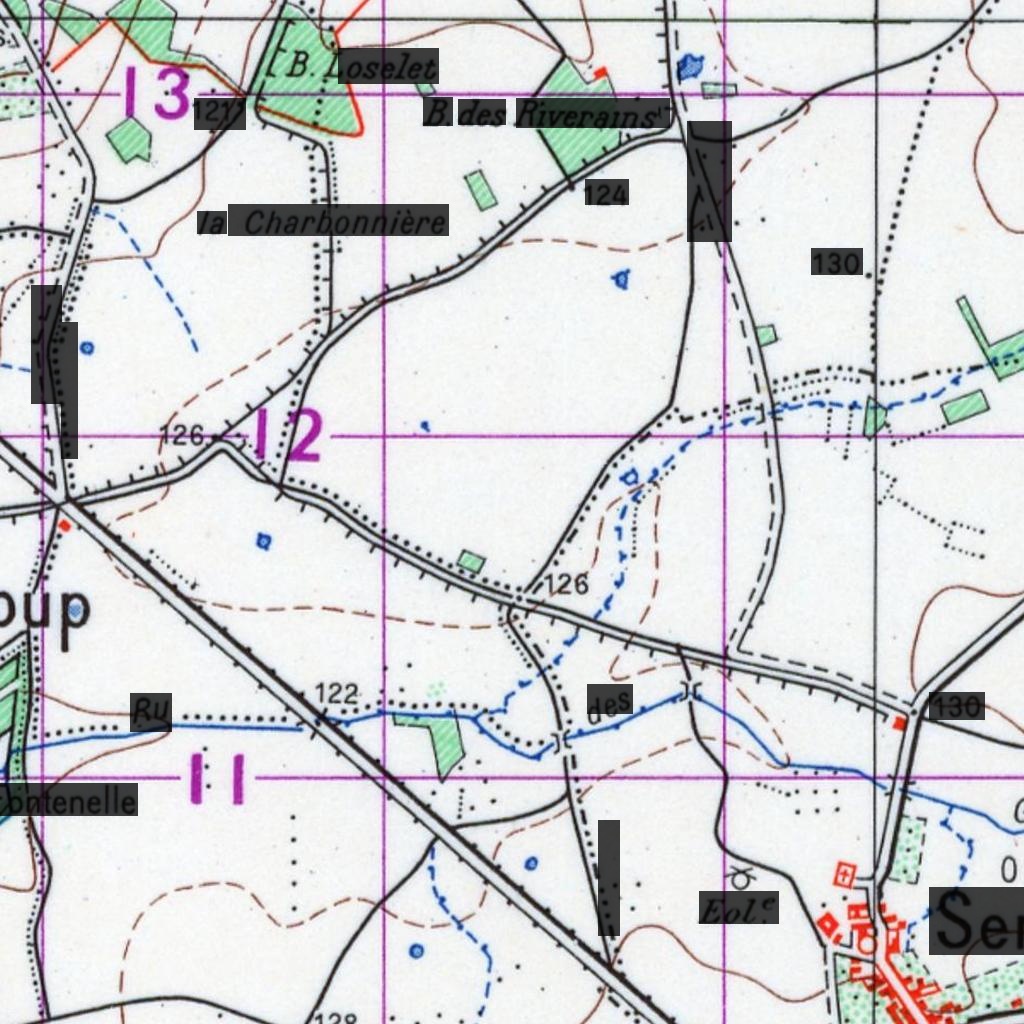 B. Loselet
13
121
B. des Riverains
124
la Charbonnière
130
126
12
126
oup
122
Ru
des
130
11
ontenelle
Eol.e
Ser
128